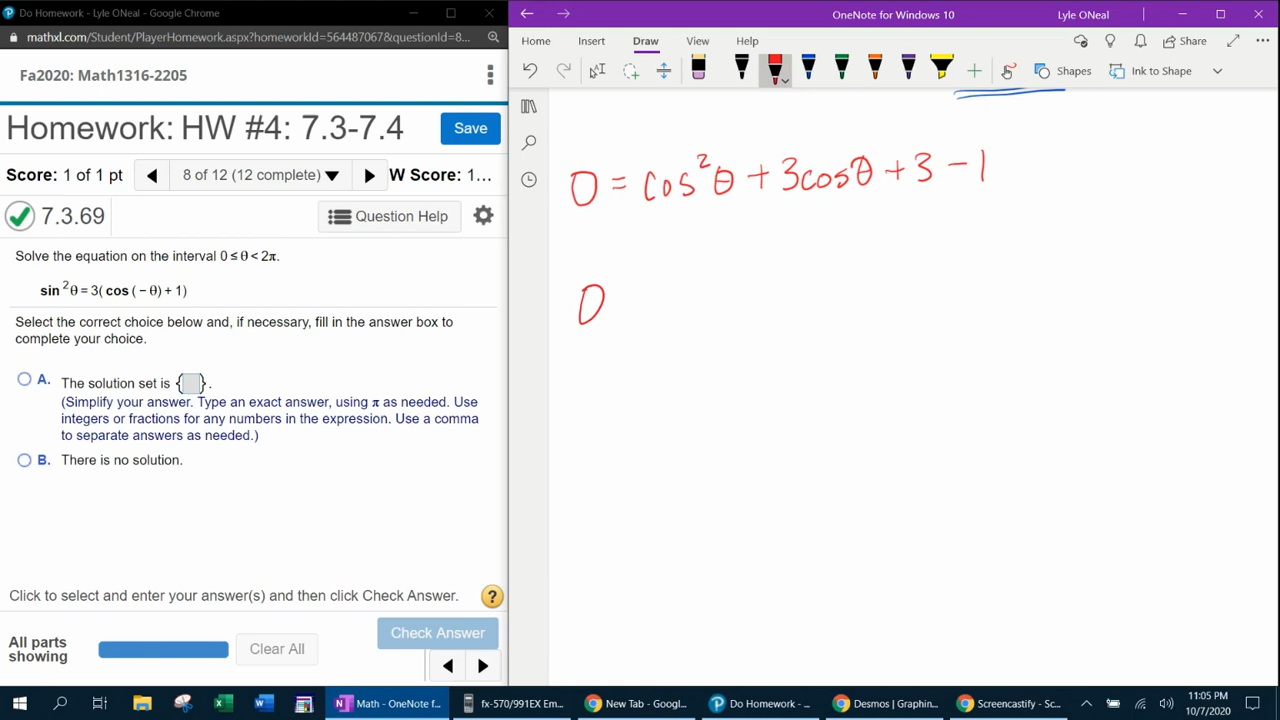 Do Homework - Lyle ONeal - Google Chrome
mathxl.com/Student/PlayerHomework.aspx?homeworkId=564487067&questionId=8...
Fa2020: Math1316-2205
Homework: HW #4: 7.3-7.4
Save
Score: 1 of 1 pt
8 of 12 (12 complete)
W Score: 1...
7.3.69
Question Help
Solve the equation on the interval 0 ≤ θ < 2π.
sin ²θ = 3( cos ( − θ) + 1)
Select the correct choice below and, if necessary, fill in the answer box to
complete your choice.
A. The solution set is { }.
(Simplify your answer. Type an exact answer, using π as needed. Use
integers or fractions for any numbers in the expression. Use a comma
to separate answers as needed.)
B. There is no solution.
Click to select and enter your answer(s) and then click Check Answer.
?
All parts
showing
Clear All
Check Answer
OneNote for Windows 10
Lyle ONeal
Home
Insert
Draw
View
Help
Share
Shapes
Ink to Shape
0 = cos²θ + 3cosθ + 3 − 1
0
Math - OneNote f...
fx-570/991EX Em...
New Tab - Googl...
Do Homework - ...
Desmos | Graphin...
Screencastify - Sc...
11:05 PM
10/7/2020